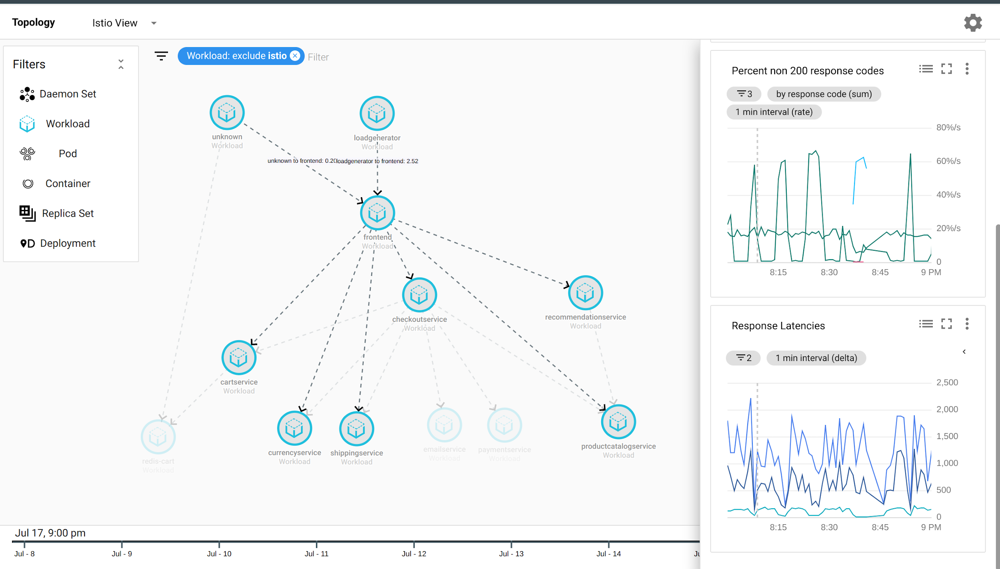 Topology
Istio View
Filters
Daemon Set
Workload
Pod
Container
Replica Set
D Deployment
Workload: exclude istio
Filter
unknown
Workload
loadgenerator
Workload
unknown to frontend: 0.20
loadgenerator to frontend: 2.52
frontend
Workload
checkoutservice
Workload
recommendationservice
Workload
cartservice
Workload
redis-cart
Workload
currencyservice
Workload
shippingservice
Workload
emailservice
Workload
paymentservice
Workload
productcatalogservice
Workload
Jul 17, 9:00 pm
Jul - 8
Jul - 9
Jul - 10
Jul - 11
Jul - 12
Jul - 13
Jul - 14
Percent non 200 response codes
3
by response code (sum)
1 min interval (rate)
80%/s
60%/s
40%/s
20%/s
0
8:15
8:30
8:45
9 PM
Response Latencies
2
1 min interval (delta)
2,500
2,000
1,500
1,000
500
0
8:15
8:30
8:45
9 PM